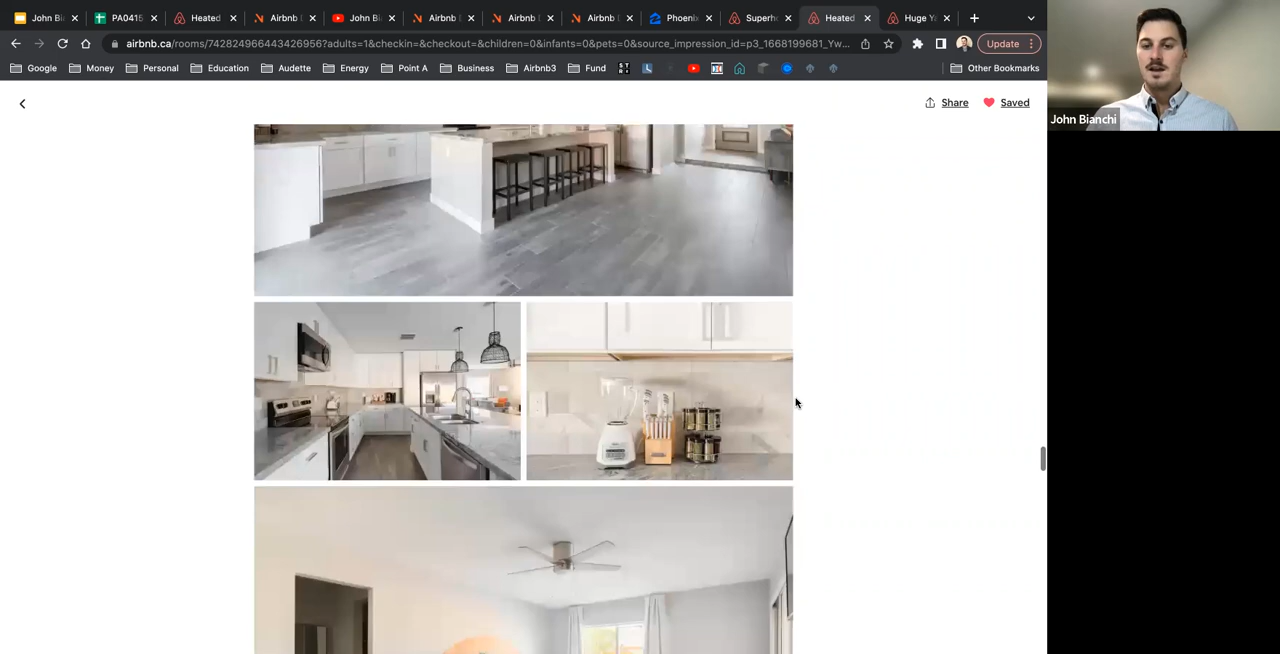 John Bi
PA0415
Heated
Airbnb
John Bi
Airbnb
Airbnb
Airbnb
Phoenix
Superh
Heated
Huge Y
airbnb.ca/rooms/742824966443426956?adults=1&checkin=&checkout=&children=0&infants=0&pets=0&source_impression_id=p3_1668199681_Yw...
Update
Google
Money
Personal
Education
Audette
Energy
Point A
Business
Airbnb3
Fund
Other Bookmarks
Share
Saved
John Bianchi